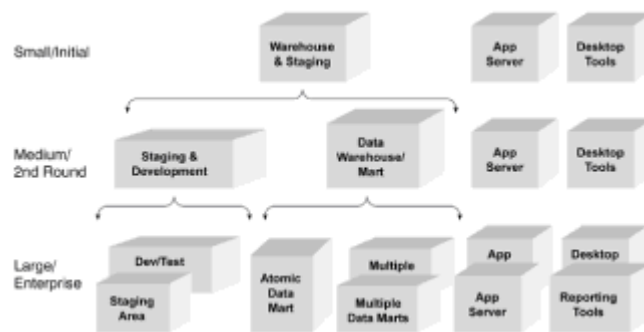 Small/Initial
Warehouse
& Staging
App
Server
Desktop
Tools
Medium/
2nd Round
Staging &
Development
Data
Warehouse/
Mart
App
Server
Desktop
Tools
Large/
Enterprise
Dev/Test
Staging
Area
Atomic
Data
Mart
Multiple
Multiple
Data Marts
App
App
Server
Desktop
Reporting
Tools